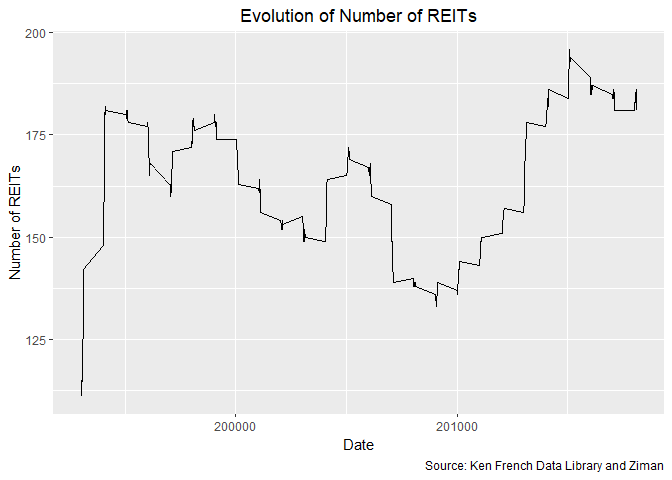 Evolution of Number of REITs
200
175
150
125
Number of REITs
200000
201000
Date
Source: Ken French Data Library and Ziman